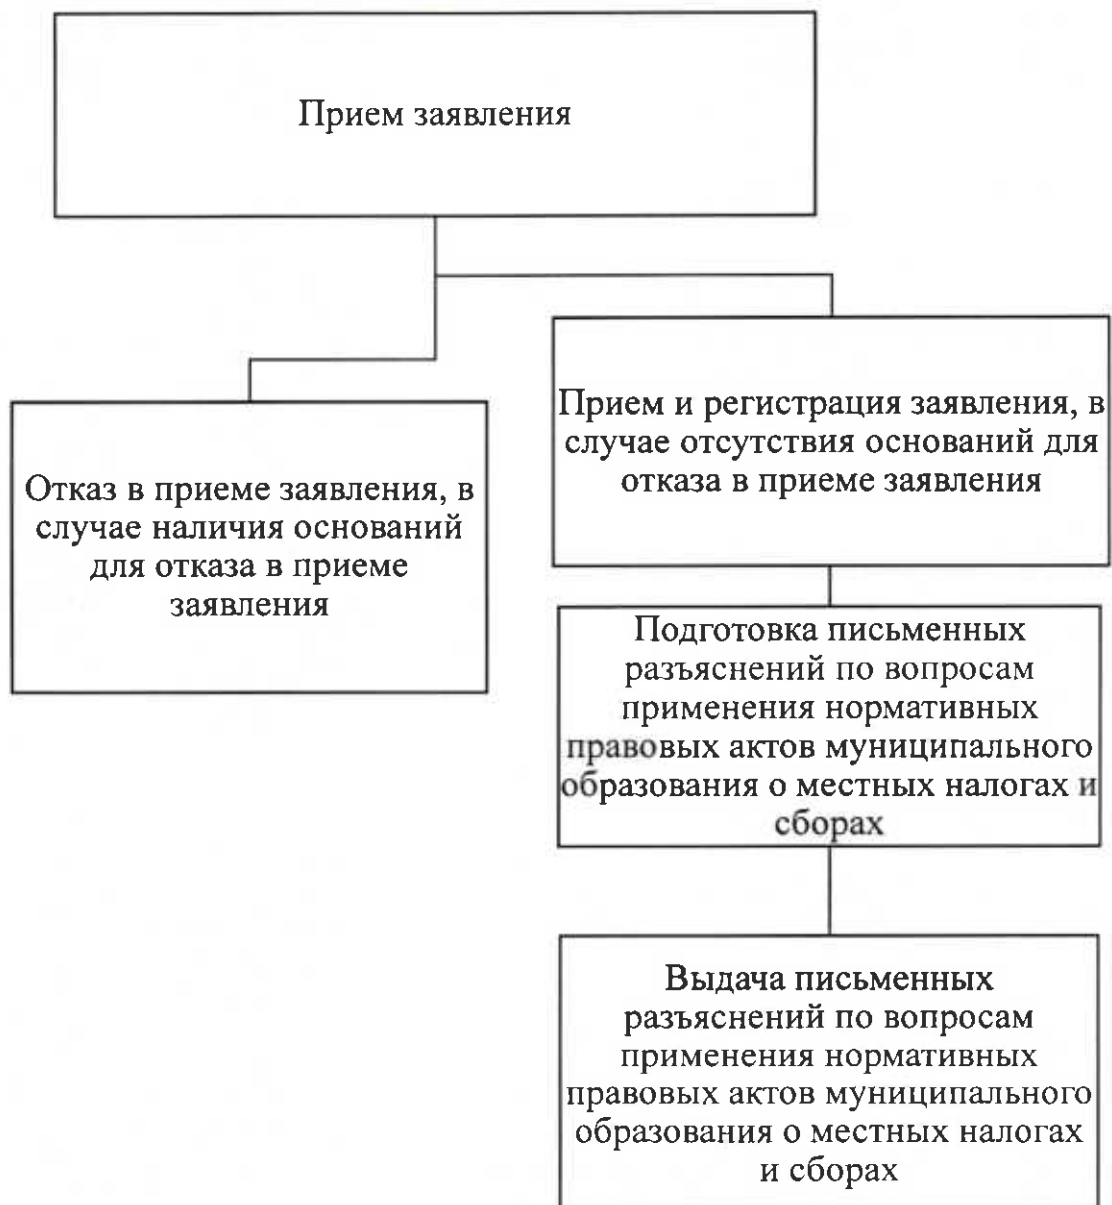 Прием заявления
Отказ в приеме заявления, в
случае наличия оснований
для отказа в приеме
заявления
Прием и регистрация заявления, в
случае отсутствия оснований для
отказа в приеме заявления
Подготовка письменных
разъяснений по вопросам
применения нормативных
правовых актов муниципального
образования о местных налогах и
сборах
Выдача письменных
разъяснений по вопросам
применения нормативных
правовых актов муниципального
образования о местных налогах
и сборах